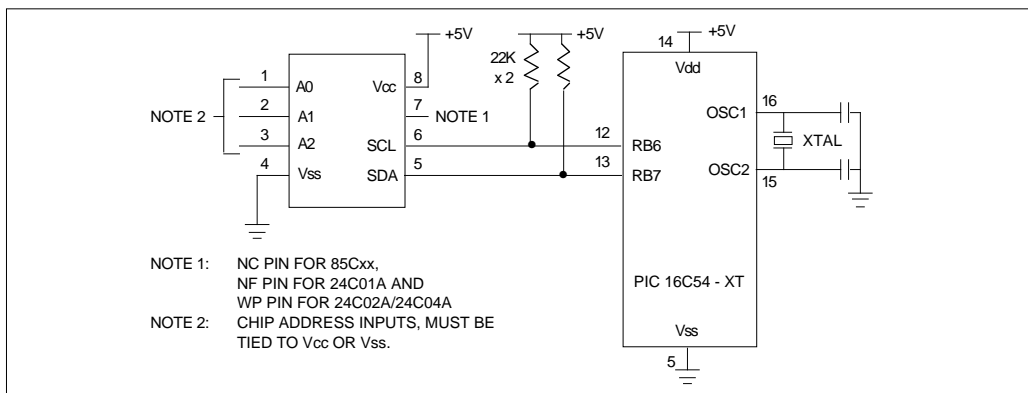 +5V
+5V
+5V
14
22K
x 2
Vdd
1
A0
Vcc
8
2
A1
7
NOTE 1
NOTE 2
3
A2
SCL
6
4
Vss
SDA
5
12
RB6
13
RB7
OSC1
16
XTAL
OSC2
15
NOTE 1: NC PIN FOR 85Cxx,
NF PIN FOR 24C01A AND
WP PIN FOR 24C02A/24C04A
NOTE 2: CHIP ADDRESS INPUTS, MUST BE
TIED TO Vcc OR Vss.
PIC 16C54 - XT
Vss
5